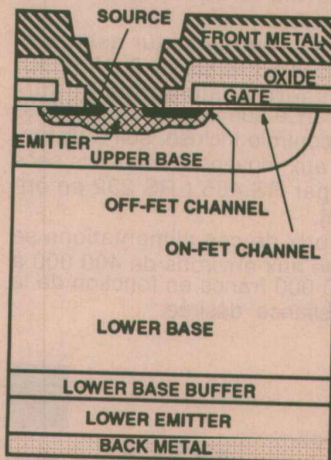 SOURCE
FRONT METAL
OXIDE
GATE
EMITTER
UPPER BASE
OFF-FET CHANNEL
ON-FET CHANNEL
LOWER BASE
LOWER BASE BUFFER
LOWER EMITTER
BACK METAL